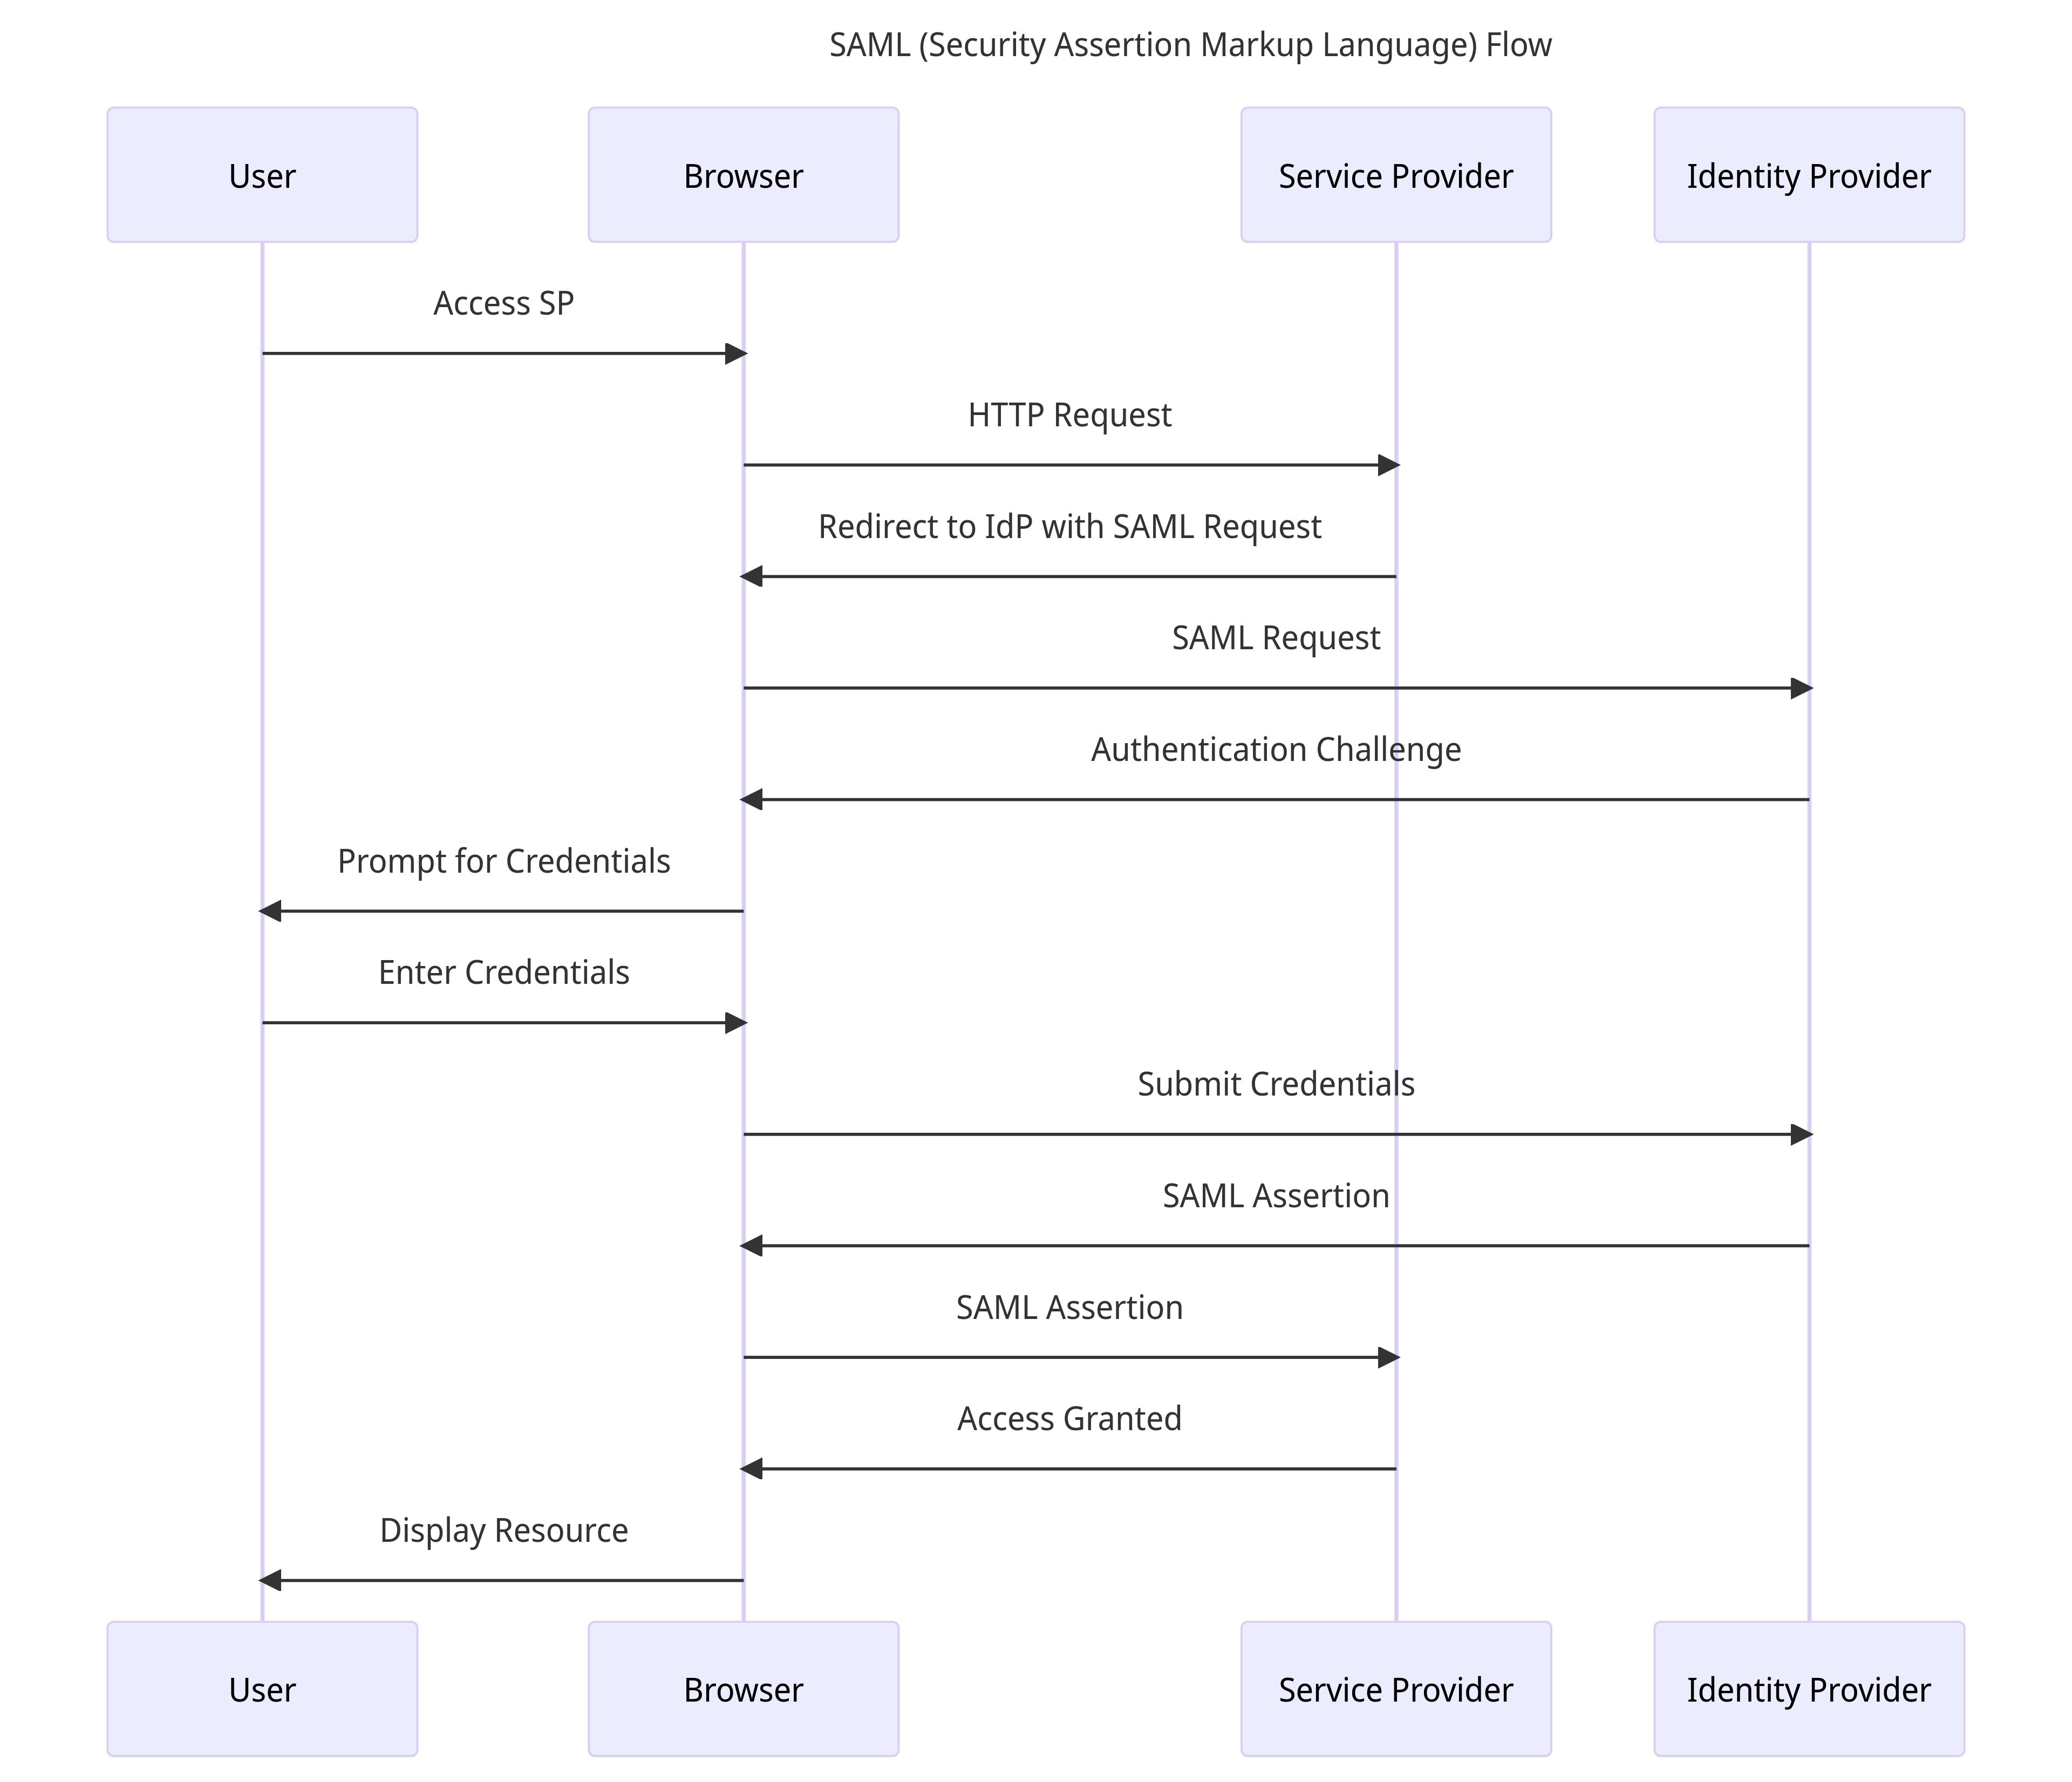 SAML (Security Assertion Markup Language) Flow
User
Browser
Service Provider
Identity Provider
Access SP
HTTP Request
Redirect to IdP with SAML Request
SAML Request
Authentication Challenge
Prompt for Credentials
Enter Credentials
Submit Credentials
SAML Assertion
SAML Assertion
Access Granted
Display Resource
User
Browser
Service Provider
Identity Provider